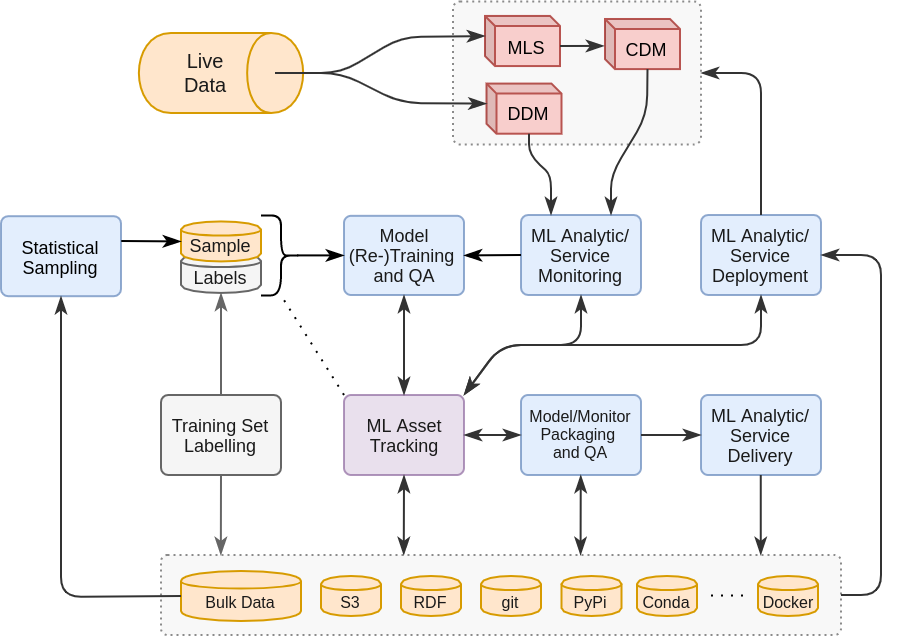 Live
Data
MLS
CDM
DDM
Statistical
Sampling
Sample
Labels
Model
(Re-)Training
and QA
ML Analytic/
Service
Monitoring
ML Analytic/
Service
Deployment
Training Set
Labelling
ML Asset
Tracking
Model/Monitor
Packaging
and QA
ML Analytic/
Service
Delivery
Bulk Data
S3
RDF
git
PyPi
Conda
. . . .
Docker